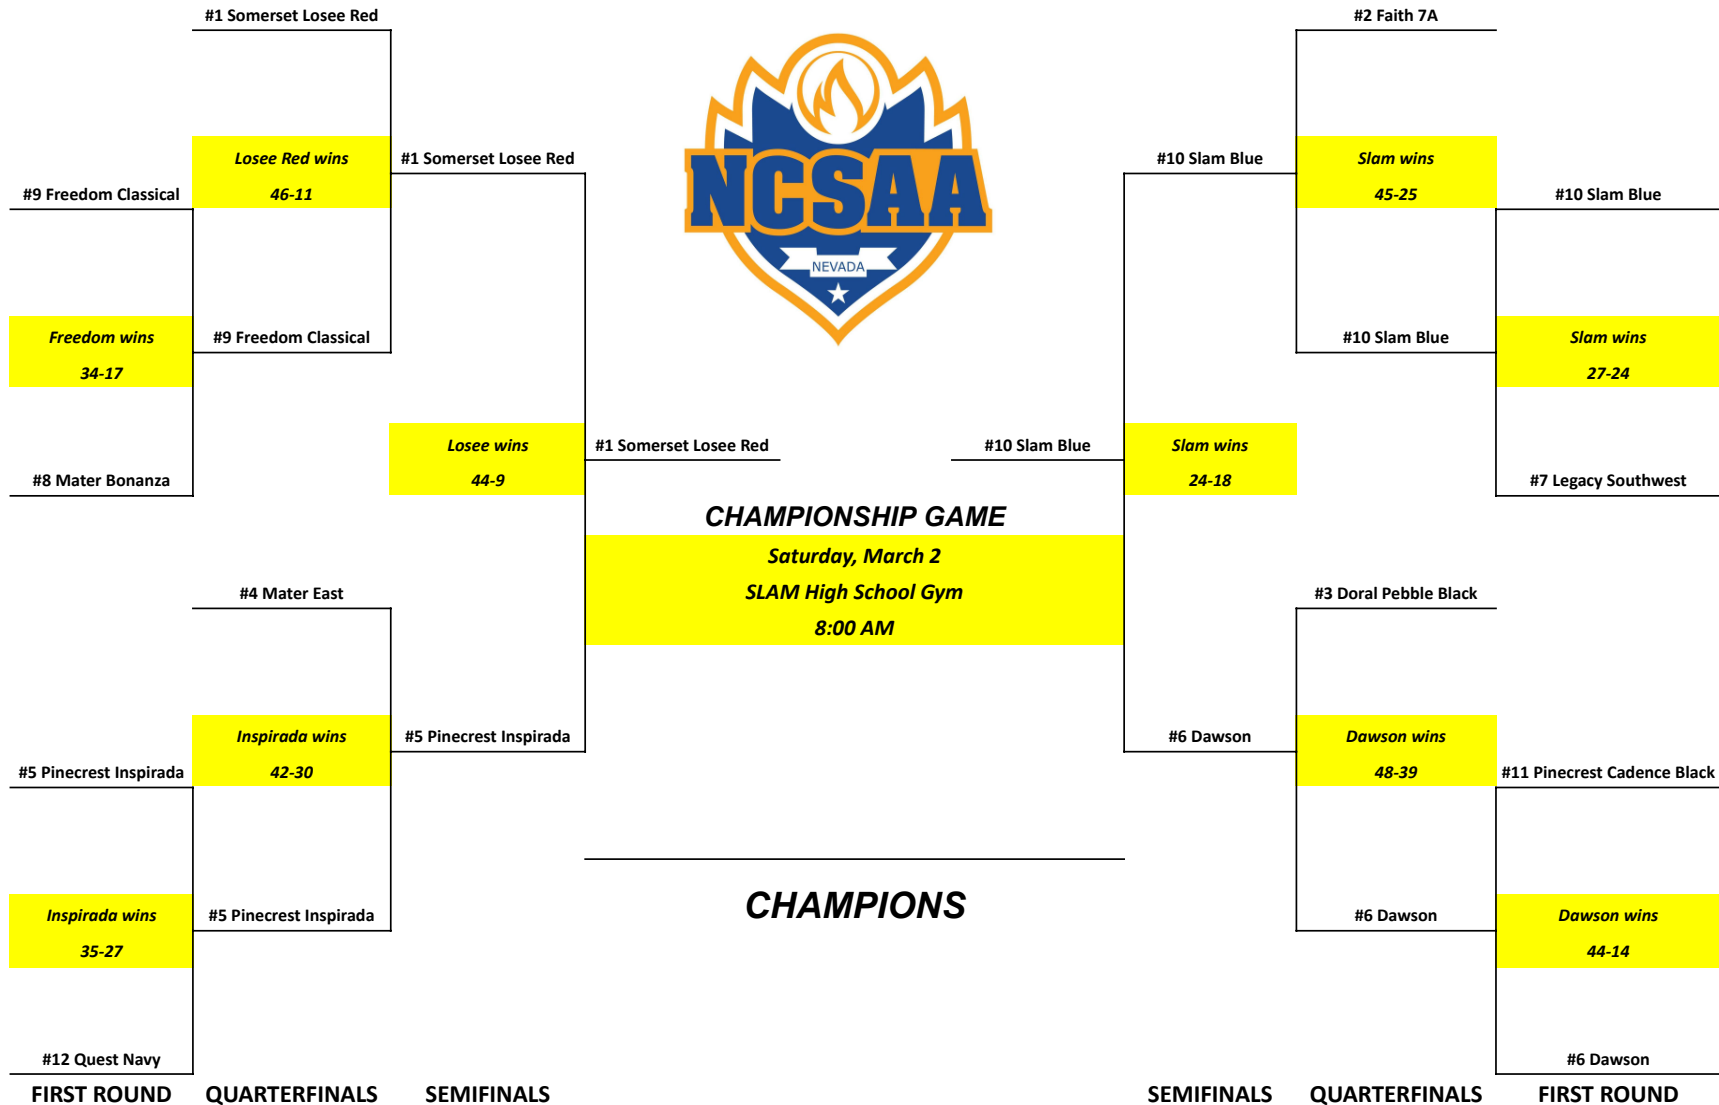 #1 Somerset Losee Red
#2 Faith 7A
NCSAA
NEVADA
Losee Red wins
46-11
#1 Somerset Losee Red
#10 Slam Blue
Slam wins
45-25
#9 Freedom Classical
#10 Slam Blue
Freedom wins
34-17
#9 Freedom Classical
#10 Slam Blue
Slam wins
27-24
Losee wins
44-9
#1 Somerset Losee Red
#10 Slam Blue
Slam wins
24-18
#8 Mater Bonanza
#7 Legacy Southwest
CHAMPIONSHIP GAME
Saturday, March 2
SLAM High School Gym
8:00 AM
#4 Mater East
#3 Doral Pebble Black
Inspirada wins
42-30
#5 Pinecrest Inspirada
#6 Dawson
Dawson wins
48-39
#5 Pinecrest Inspirada
#11 Pinecrest Cadence Black
CHAMPIONS
Inspirada wins
35-27
#5 Pinecrest Inspirada
#6 Dawson
Dawson wins
44-14
#12 Quest Navy
#6 Dawson
FIRST ROUND
QUARTERFINALS
SEMIFINALS
SEMIFINALS
QUARTERFINALS
FIRST ROUND